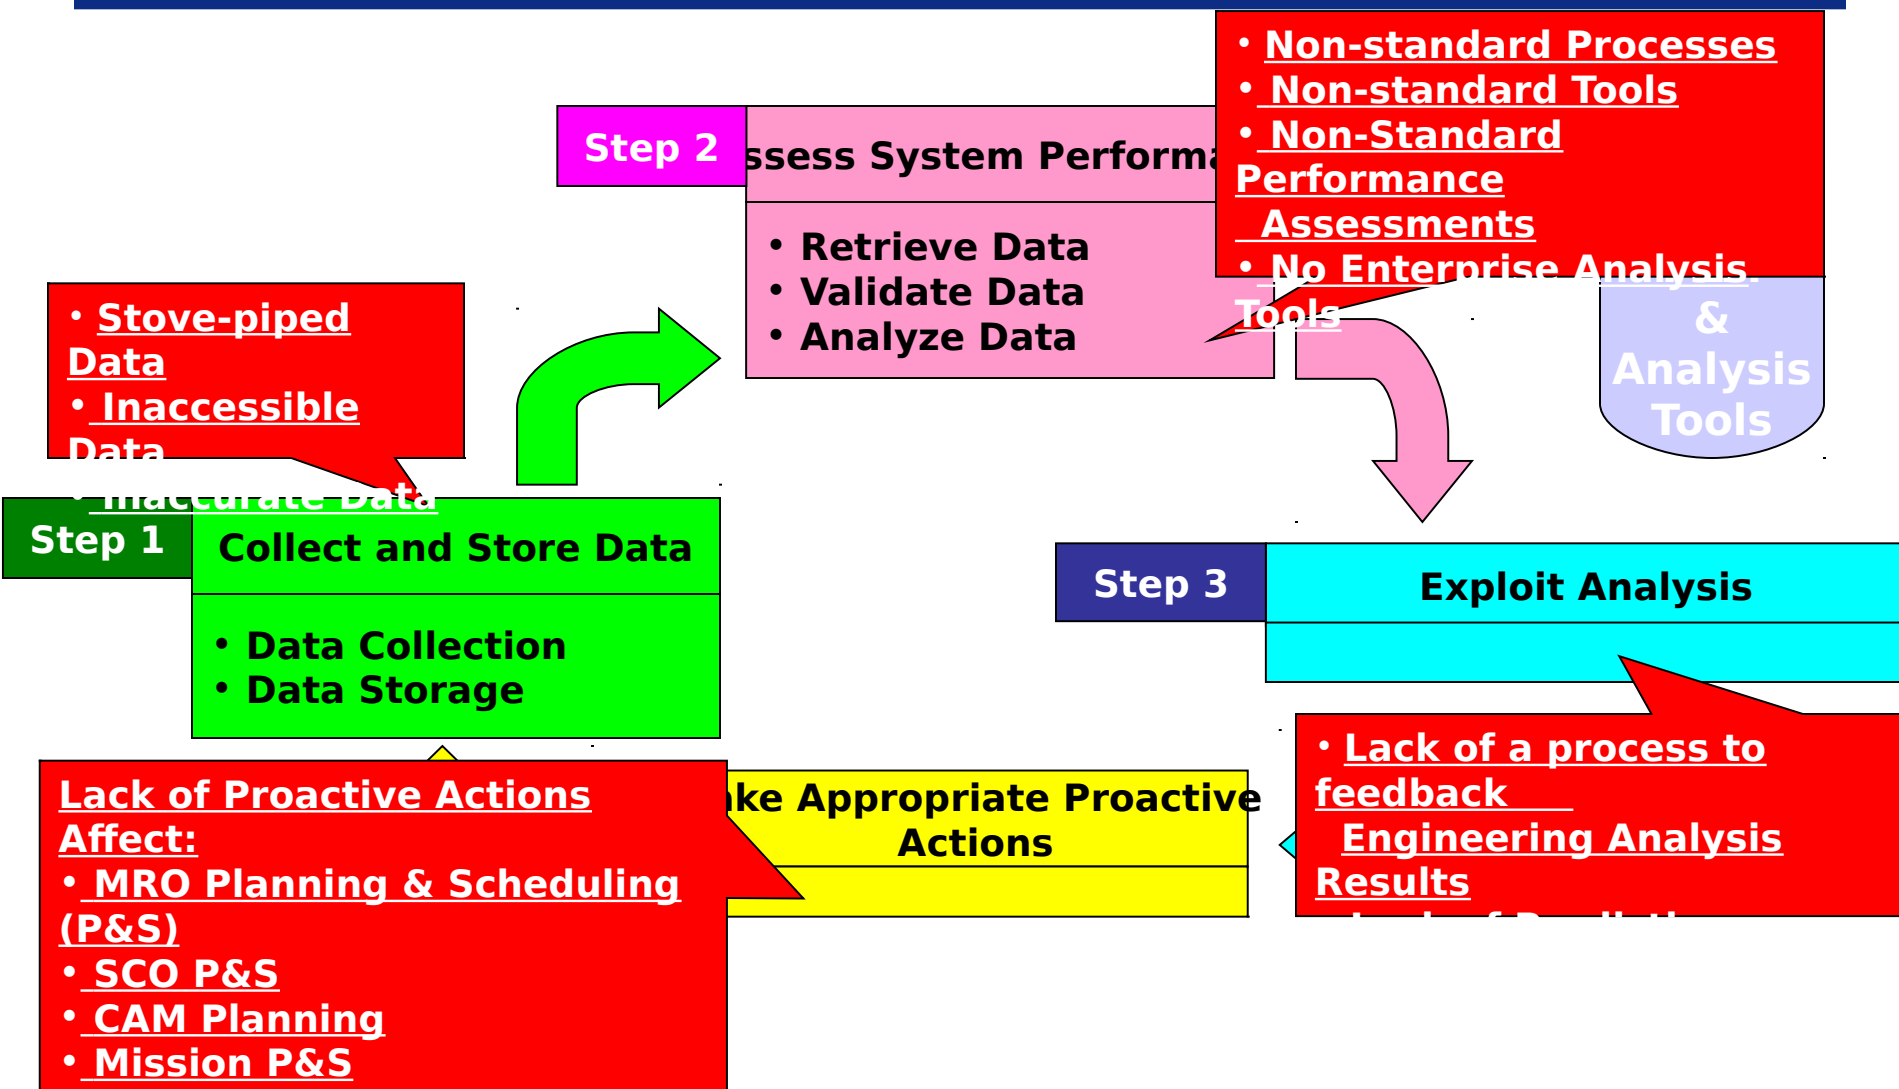 • Non-standard Processes
• Non-standard Tools
• Non-Standard
Performance
Assessments
• No Enterprise Analysis
Tools
Step 2
ssess System Performa
• Retrieve Data
• Validate Data
• Analyze Data
&
Analysis
Tools
• Stove-piped
Data
• Inaccessible
Data
• Inaccurate Data
Step 1
Collect and Store Data
• Data Collection
• Data Storage
Step 3
Exploit Analysis
• Lack of a process to
feedback
Engineering Analysis
Results
Lack of
ke Appropriate Proactive
Actions
Lack of Proactive Actions
Affect:
• MRO Planning & Scheduling
(P&S)
• SCO P&S
• CAM Planning
• Mission P&S